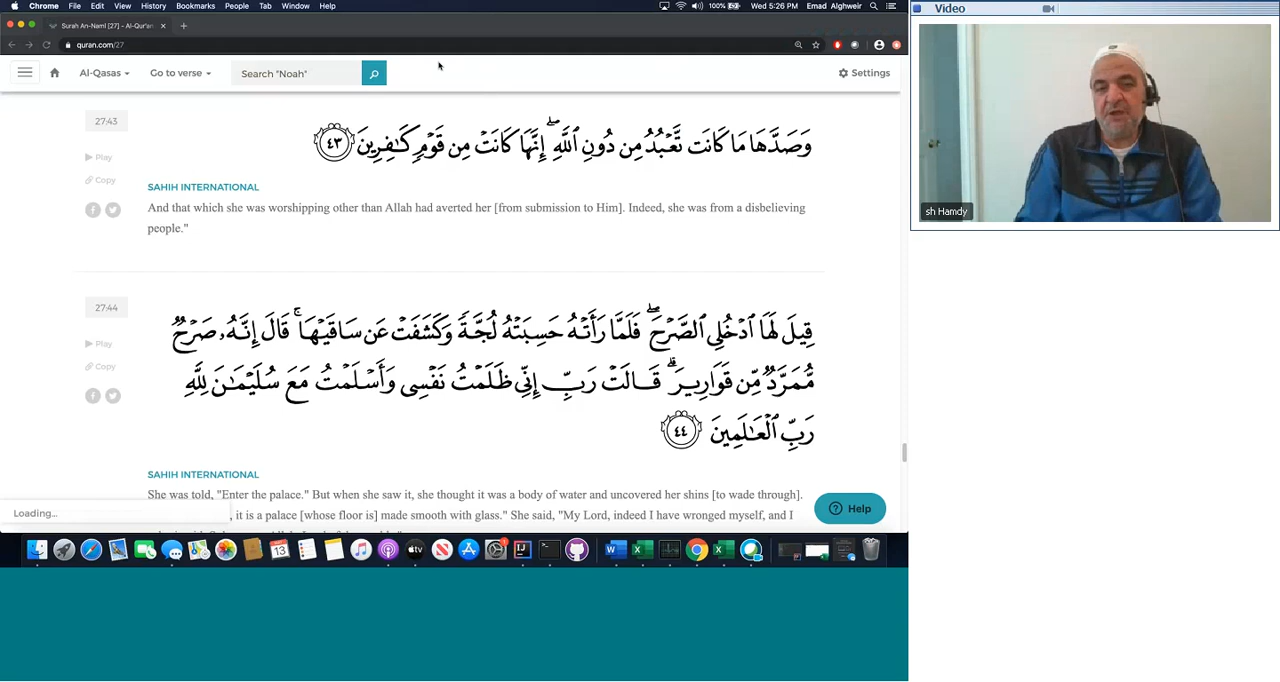 Chrome File Edit View History Bookmarks People Tab Window Help
100% Wed 5:26 PM Emad Alghweir
Video
Surah An-Naml [27] - Al-Qur'an
quran.com/27
Al-Qasas
Go to verse
Search "Noah"
Settings
sh Hamdy
27:43
وَصَدَّهَا مَا كَانَت تَّعْبُدُ مِن دُونِ ٱللَّهِ ۖ إِنَّهَا كَانَتْ مِن قَوْمٍ كَـٰفِرِينَ ٤٣
Play
Copy
SAHIH INTERNATIONAL
And that which she was worshipping other than Allah had averted her [from submission to Him]. Indeed, she was from a disbelieving
people."
27:44
قِيلَ لَهَا ٱدْخُلِى ٱلصَّرْحَ ۖ فَلَمَّا رَأَتْهُ حَسِبَتْهُ لُجَّةً وَكَشَفَتْ عَن سَاقَيْهَا ۚ قَالَ إِنَّهُۥ صَرْحٌ
مُّمَرَّدٌ مِّن قَوَارِيرَ ۗ قَالَتْ رَبِّ إِنِّى ظَلَمْتُ نَفْسِى وَأَسْلَمْتُ مَعَ سُلَيْمَـٰنَ لِلَّهِ
رَبِّ ٱلْعَـٰلَمِينَ ٤٤
Play
Copy
SAHIH INTERNATIONAL
She was told, "Enter the palace." But when she saw it, she thought it was a body of water and uncovered her shins [to wade through].
, it is a palace [whose floor is] made smooth with glass." She said, "My Lord, indeed I have wronged myself, and I
Loading...
Help